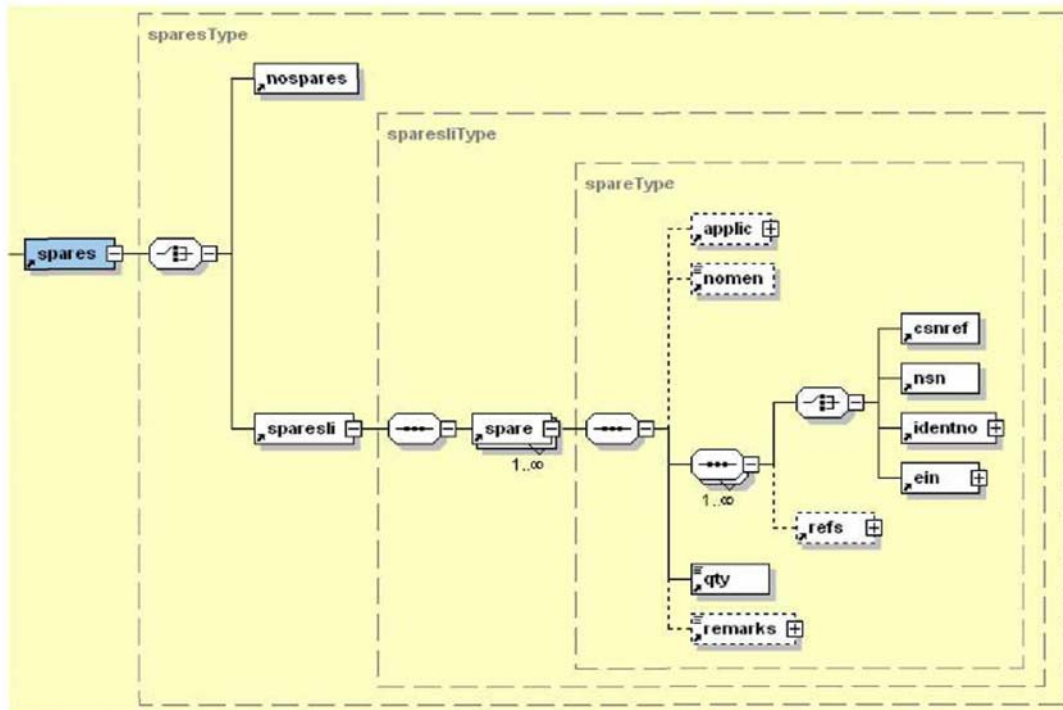 sparesType
nospares
sparesliType
spareType
applic
nomen
spares
csnref
nsn
sparesli
spare
1..∞
identno
ein
1..∞
refs
qty
remarks